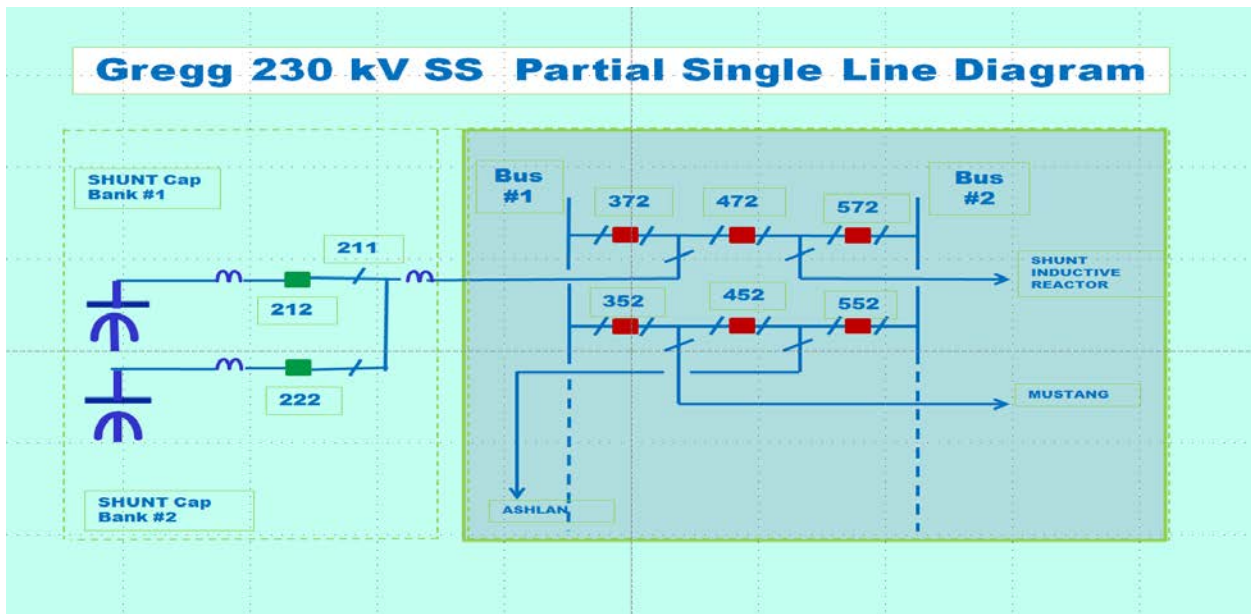 Gregg 230 kV SS Partial Single Line Diagram
SHUNT Cap
Bank #1
211
212
222
SHUNT Cap
Bank #2
Bus
#1
372
472
572
Bus
#2
SHUNT
INDUCTIVE
REACTOR
352
452
552
MUSTANG
ASHLAN